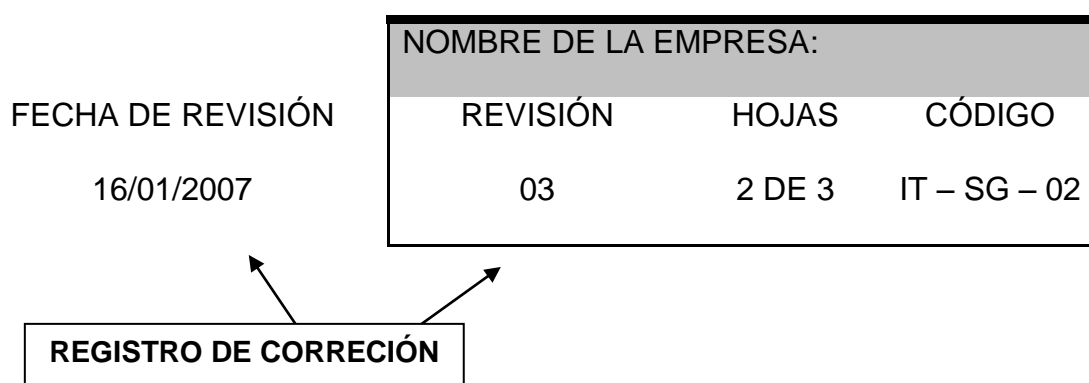 NOMBRE DE LA EMPRESA:
FECHA DE REVISIÓN REVISIÓN HOJAS CÓDIGO
16/01/2007 03 2 DE 3 IT – SG – 02
REGISTRO DE CORRECIÓN